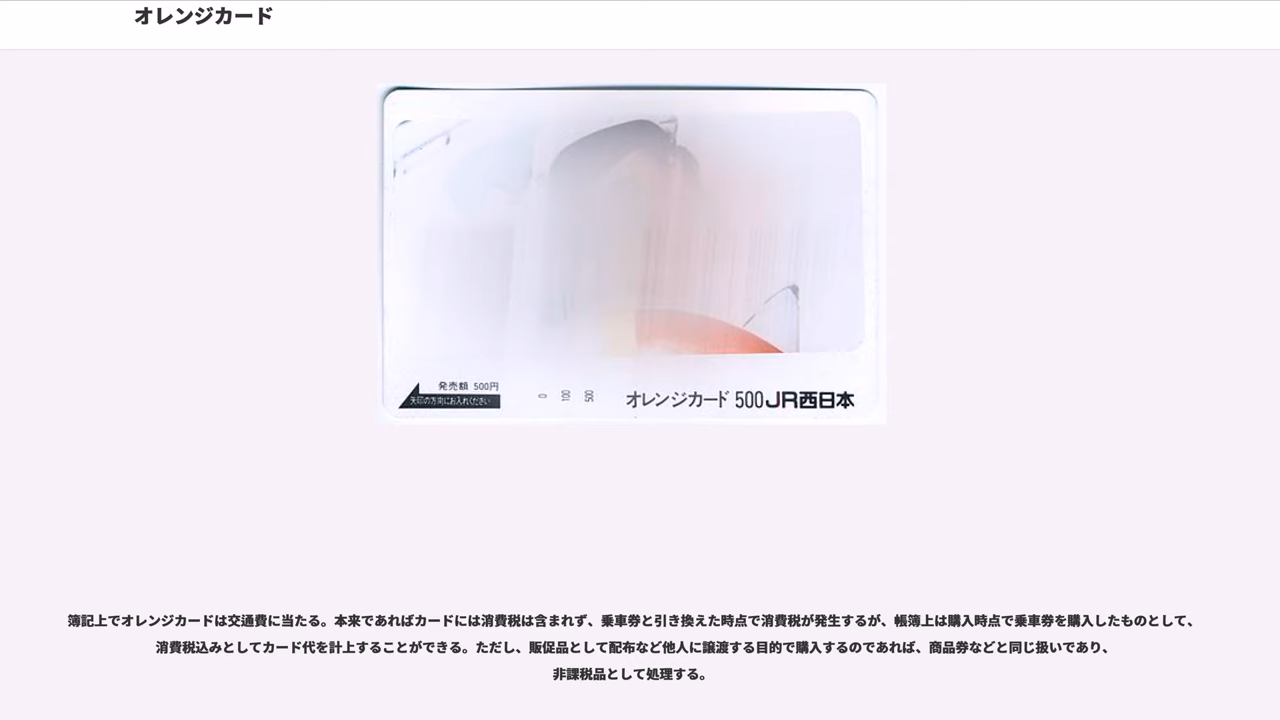 オレンジカード
発売額 500円
矢印の方向にお入れください
0 100 500
オレンジカード 500 JR西日本
簿記上でオレンジカードは交通費に当たる。本来であればカードには消費税は含まれず、乗車券と引き換えた時点で消費税が発生するが、帳簿上は購入時点で乗車券を購入したものとして、
消費税込みとしてカード代を計上することができる。ただし、販促品として配布など他人に譲渡する目的で購入するのであれば、商品券などと同じ扱いであり、
非課税品として処理する。